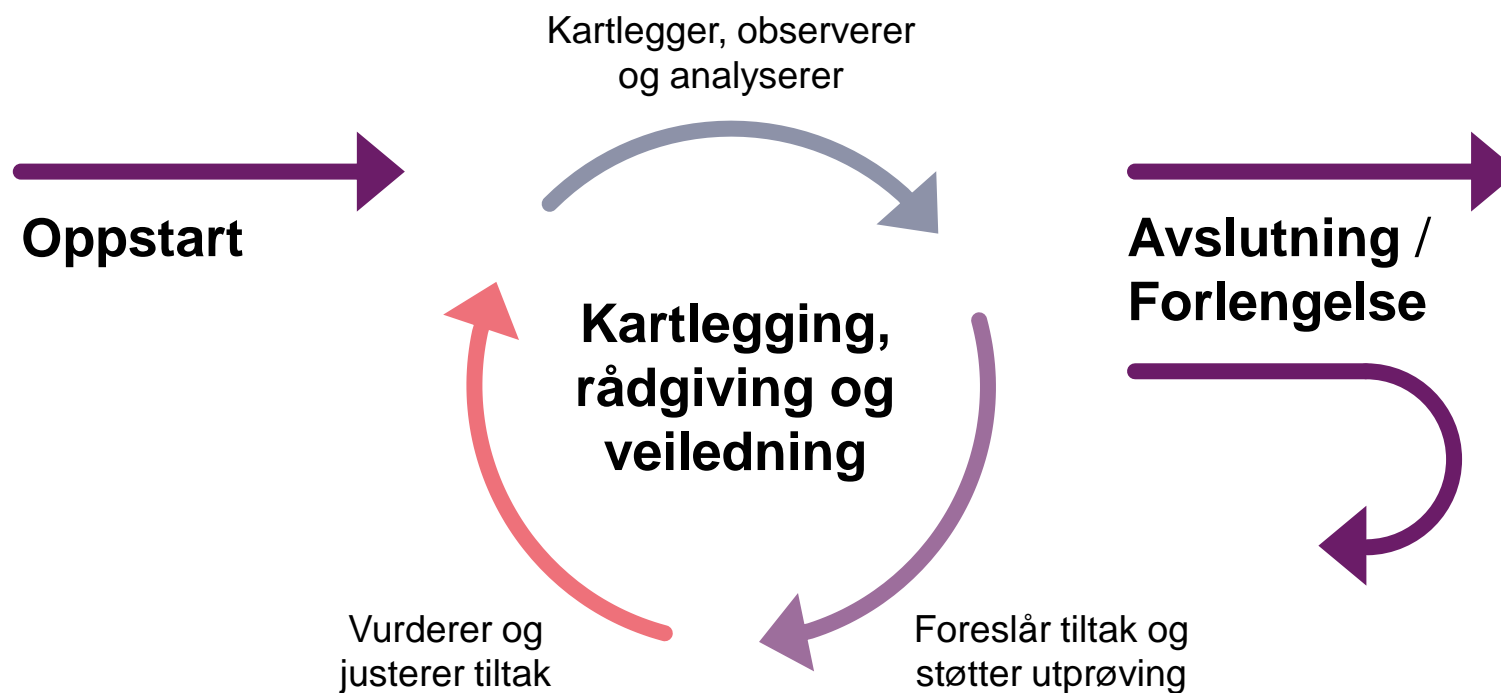 Kartlegger, observerer
og analyserer
Oppstart
Kartlegging,
rådgiving og
veiledning
Avslutning /
Forlengelse
Vurderer og
justerer tiltak
Foreslår tiltak og
støtter utprøving